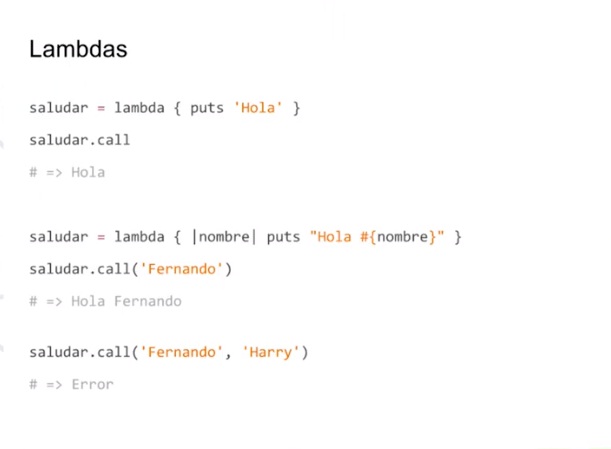 Lambdas
saludar = lambda { puts 'Hola' }
saludar.call
# => Hola
saludar = lambda { |nombre| puts "Hola #{nombre}" }
saludar.call('Fernando')
# => Hola Fernando
saludar.call('Fernando', 'Harry')
# => Error